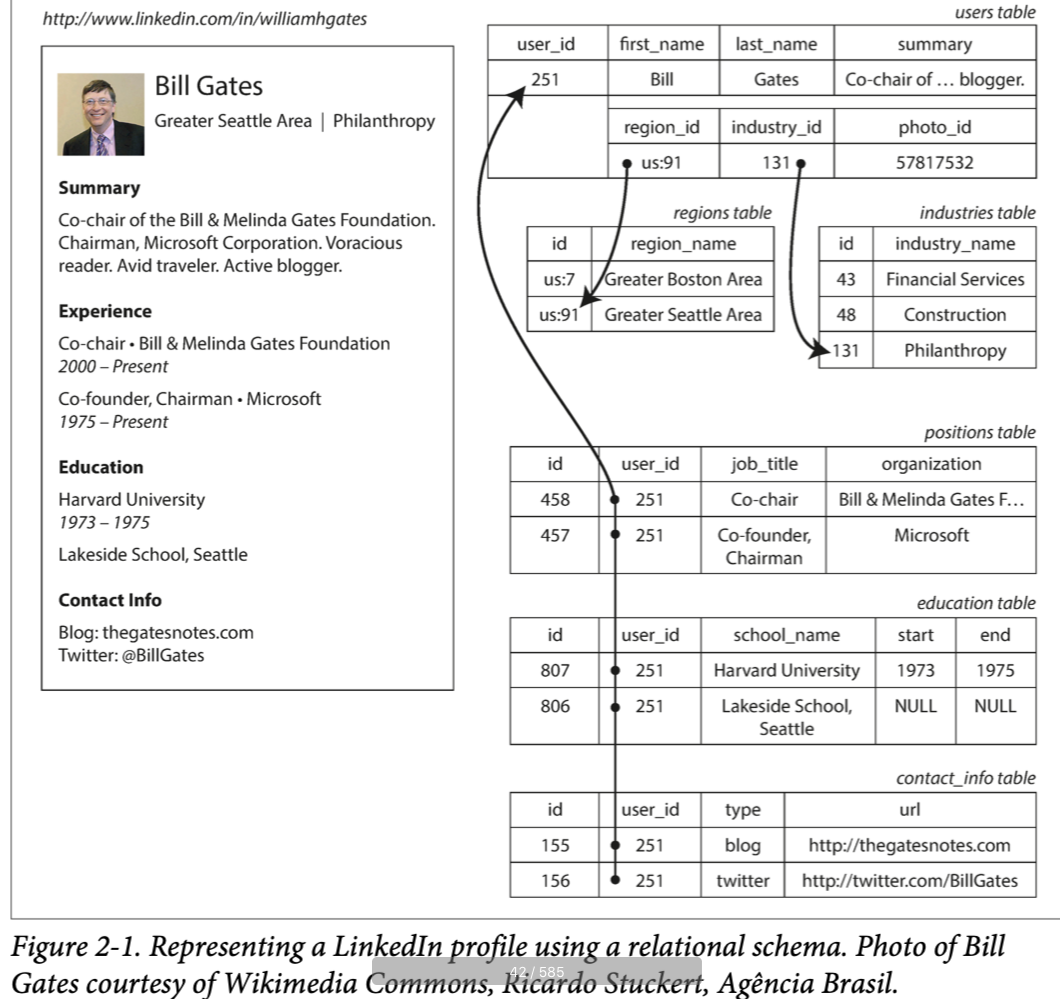 http://www.linkedin.com/in/williamhgates
Bill Gates
Greater Seattle Area | Philanthropy
Summary
Co-chair of the Bill & Melinda Gates Foundation.
Chairman, Microsoft Corporation. Voracious
reader. Avid traveler. Active blogger.
Experience
Co-chair • Bill & Melinda Gates Foundation
2000 – Present
Co-founder, Chairman • Microsoft
1975 – Present
Education
Harvard University
1973 – 1975
Lakeside School, Seattle
Contact Info
Blog: thegatesnotes.com
Twitter: @BillGates
users table
user_id first_name last_name summary
251 Bill Gates Co-chair of … blogger.
region_id industry_id photo_id
us:91 131 57817532
regions table
id region_name
us:7 Greater Boston Area
us:91 Greater Seattle Area
industries table
id industry_name
43 Financial Services
48 Construction
131 Philanthropy
positions table
id user_id job_title organization
458 251 Co-chair Bill & Melinda Gates F…
457 251 Co-founder, Microsoft
Chairman
education table
id user_id school_name start end
807 251 Harvard University 1973 1975
806 251 Lakeside School, NULL NULL
Seattle
contact_info table
id user_id type url
155 251 blog http://thegatesnotes.com
156 251 twitter http://twitter.com/BillGates
Figure 2-1. Representing a LinkedIn profile using a relational schema. Photo of Bill
Gates courtesy of Wikimedia Commons, Ricardo Stuckert, Agência Brasil.
42 / 585